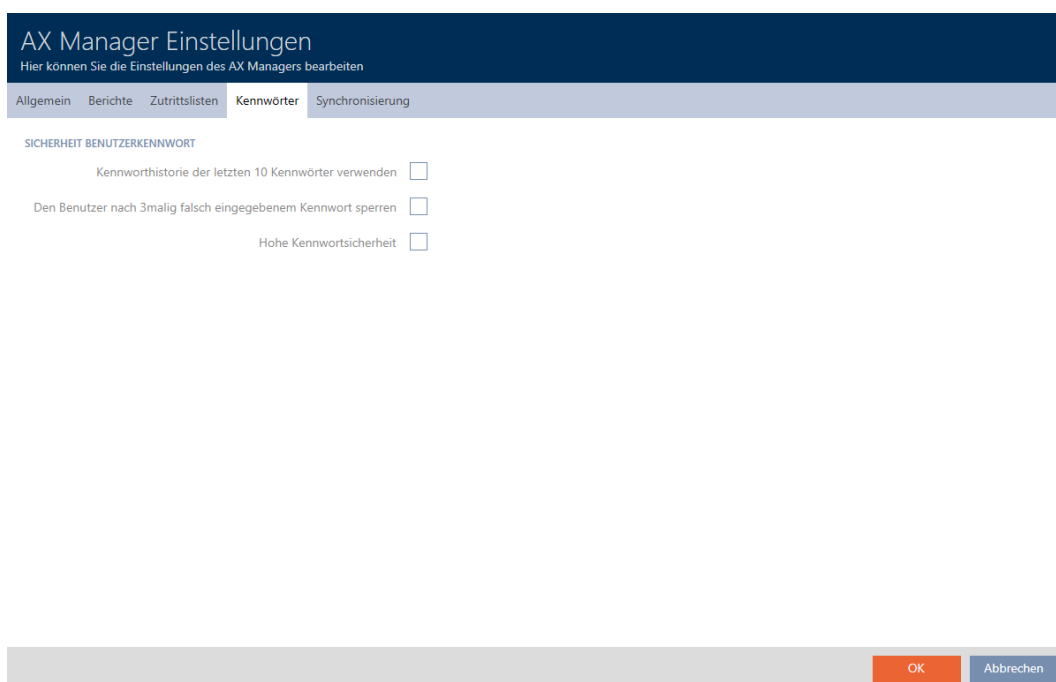 AX Manager Einstellungen
Hier können Sie die Einstellungen des AX Managers bearbeiten
Allgemein Berichte Zutrittslisten Kennwörter Synchronisierung
SICHERHEIT BENUTZERKENNWORT
Kennworthistorie der letzten 10 Kennwörter verwenden
Den Benutzer nach 3malig falsch eingegebenem Kennwort sperren
Hohe Kennwortsicherheit
OK Abbrechen